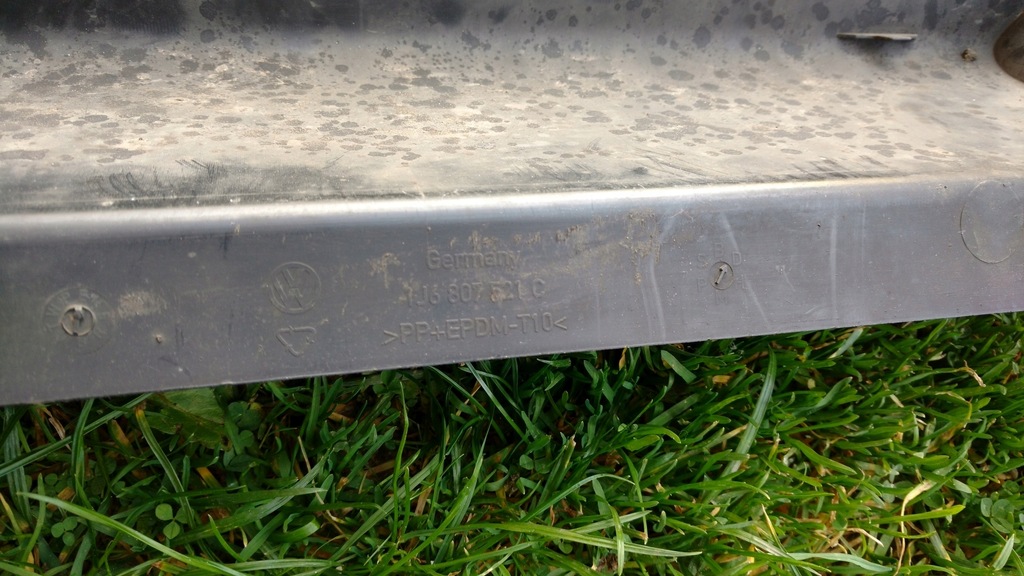 Germany
1J6 807 521 C
>PP+EPDM-T10<